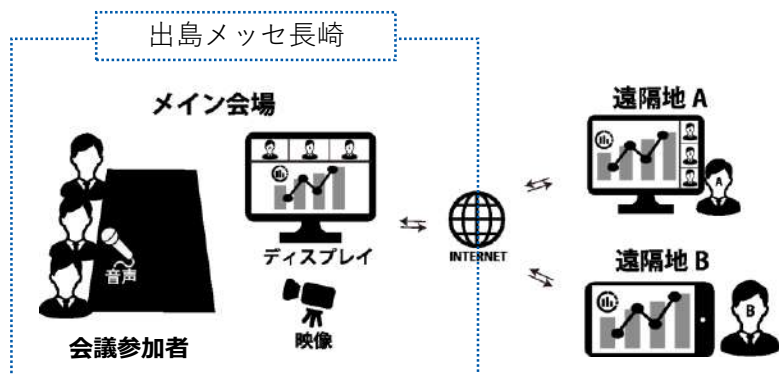 出島メッセ長崎
メイン会場
音声
会議参加者
ディスプレイ
映像
INTERNET
遠隔地 A
A
遠隔地 B
B